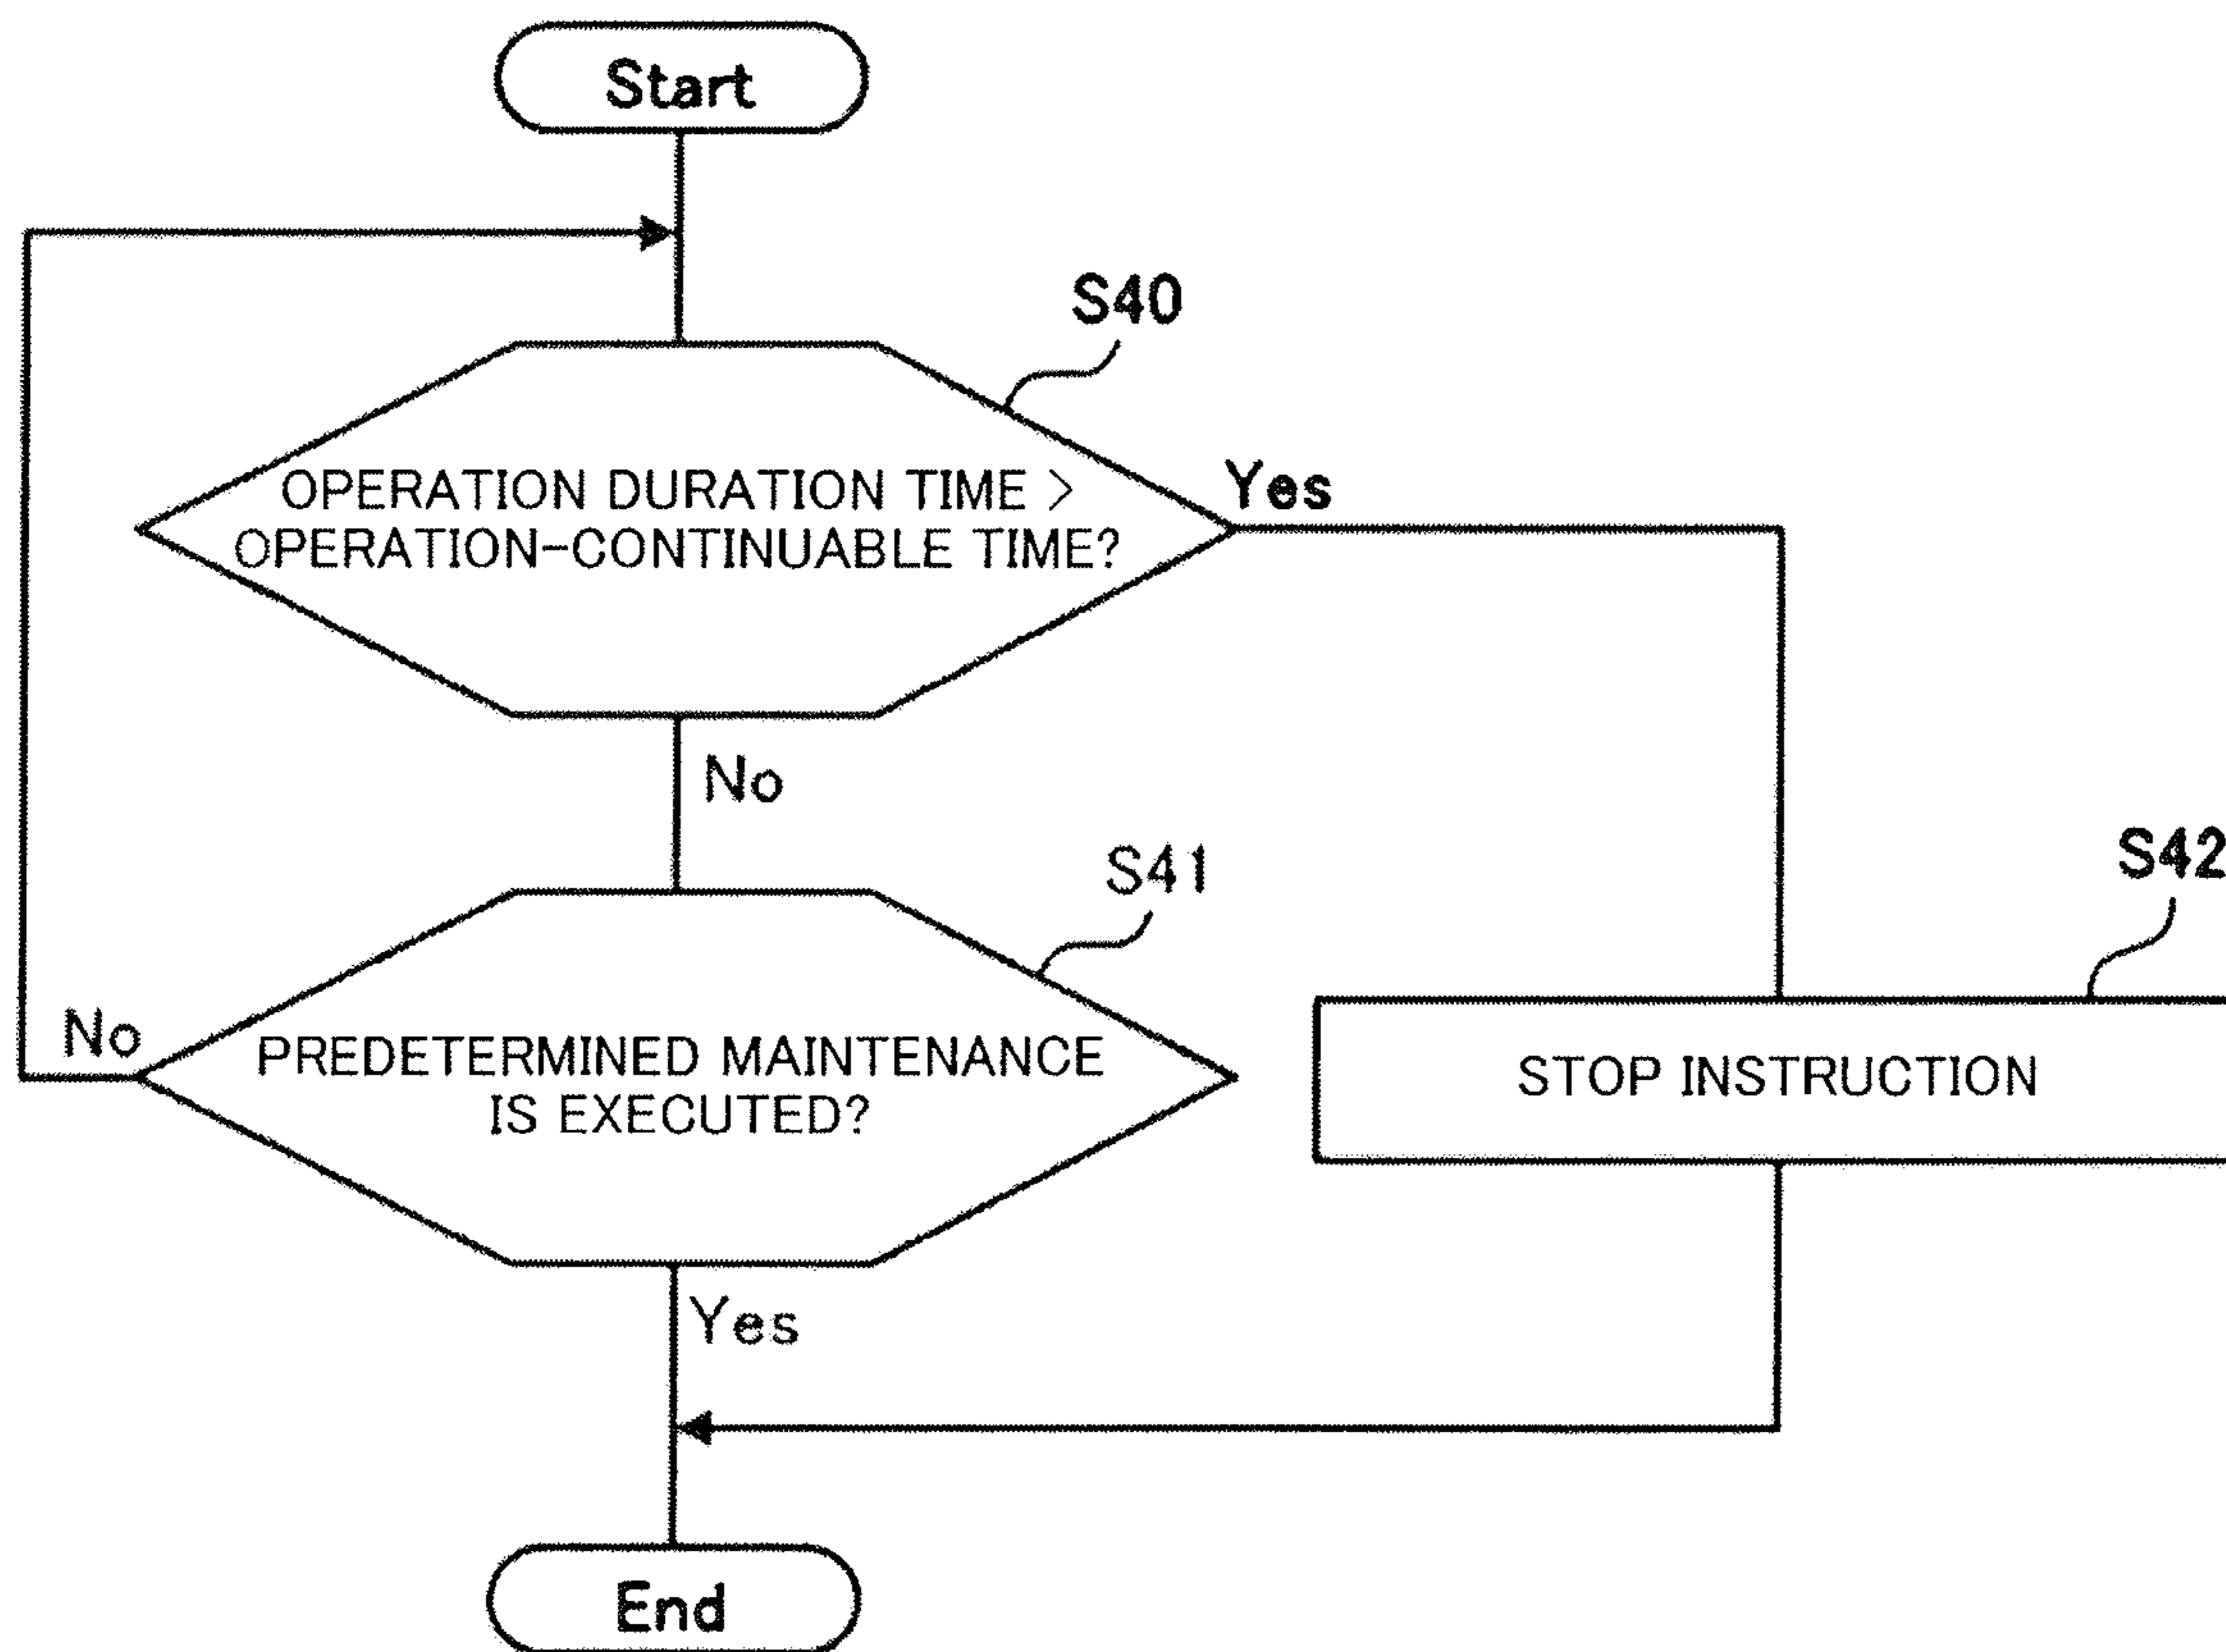 Start
S40
OPERATION DURATION TIME >
OPERATION-CONTINUABLE TIME?
Yes
No
S41
S42
PREDETERMINED MAINTENANCE
IS EXECUTED?
No
STOP INSTRUCTION
Yes
End